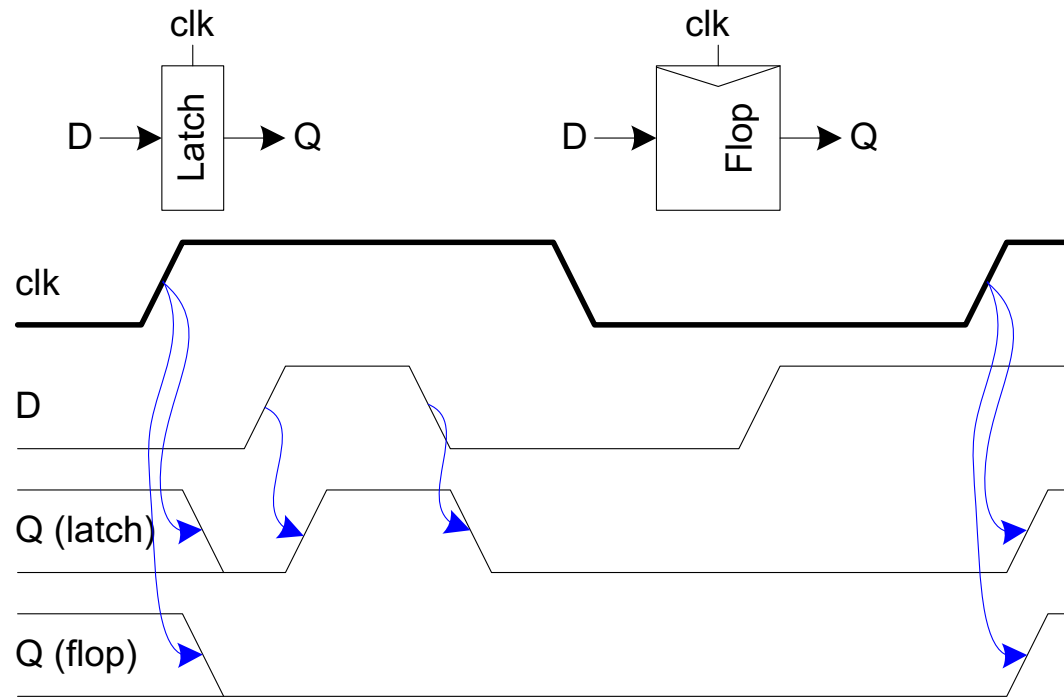 clk
clk
D
Latch
Q
D
Flop
Q
clk
D
Q (latch)
Q (flop)